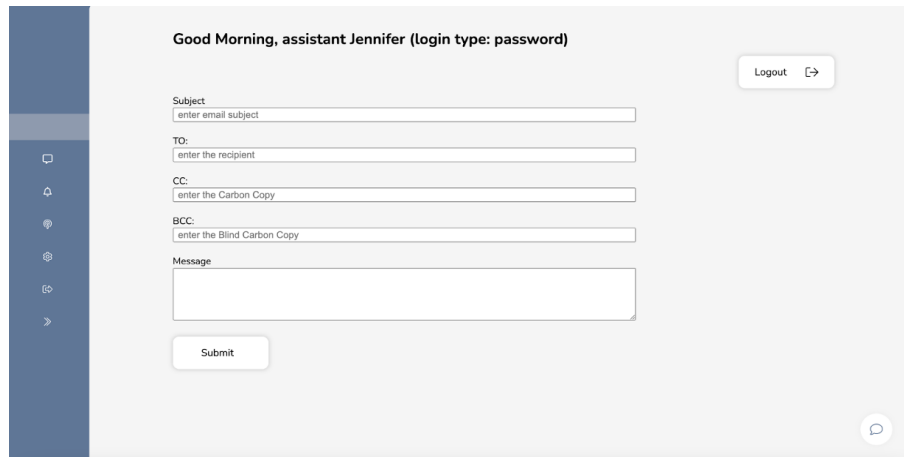 Good Morning, assistant Jennifer (login type: password)
Logout
Subject
enter email subject
TO:
enter the recipient
CC:
enter the Carbon Copy
BCC:
enter the Blind Carbon Copy
Message
Submit